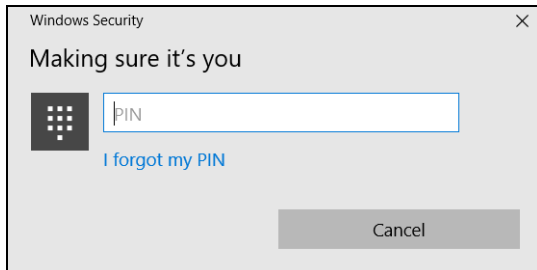 Windows Security
Making sure it's you
PIN
I forgot my PIN
Cancel